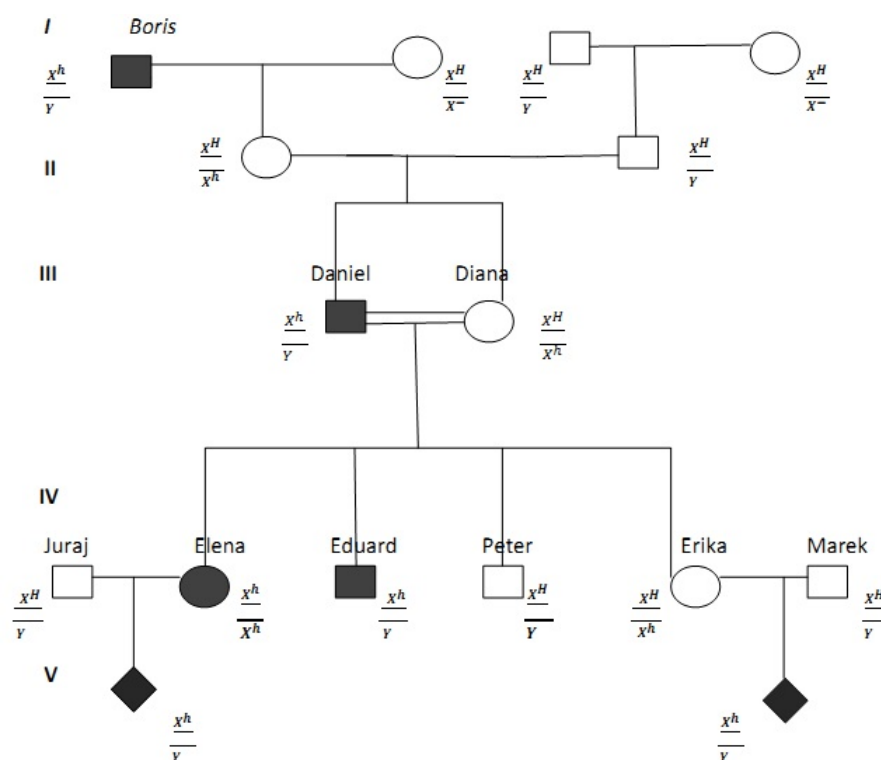 I Boris
X^h X^H X^H X^H
Y X^– Y X^–
II X^H X^H
X^h Y
III Daniel Diana
X^h X^H
Y X^h
IV
Juraj Elena Eduard Peter Erika Marek
X^H X^h X^h X^H X^H X^H
Y X^h Y Y X^h Y
V
X^h X^h
Y Y